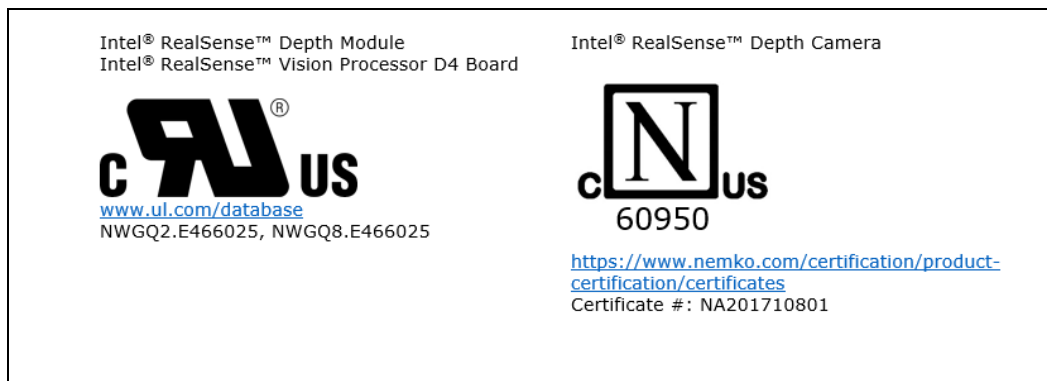 Intel® RealSense™ Depth Module
Intel® RealSense™ Vision Processor D4 Board
c RU ® US
www.ul.com/database
NWGQ2.E466025, NWGQ8.E466025
Intel® RealSense™ Depth Camera
c N US
60950
https://www.nemko.com/certification/product-
certification/certificates
Certificate #: NA201710801